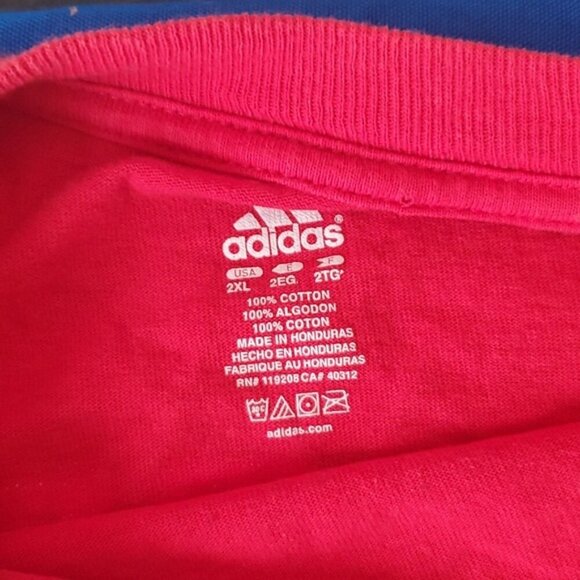 adidas®
USA E F
2XL 2EG. 2TG*
100% COTTON
100% ALGODON
100% COTON
MADE IN HONDURAS
HECHO EN HONDURAS
FABRIQUE AU HONDURAS
RN# 119208 CA# 40312
adidas.com